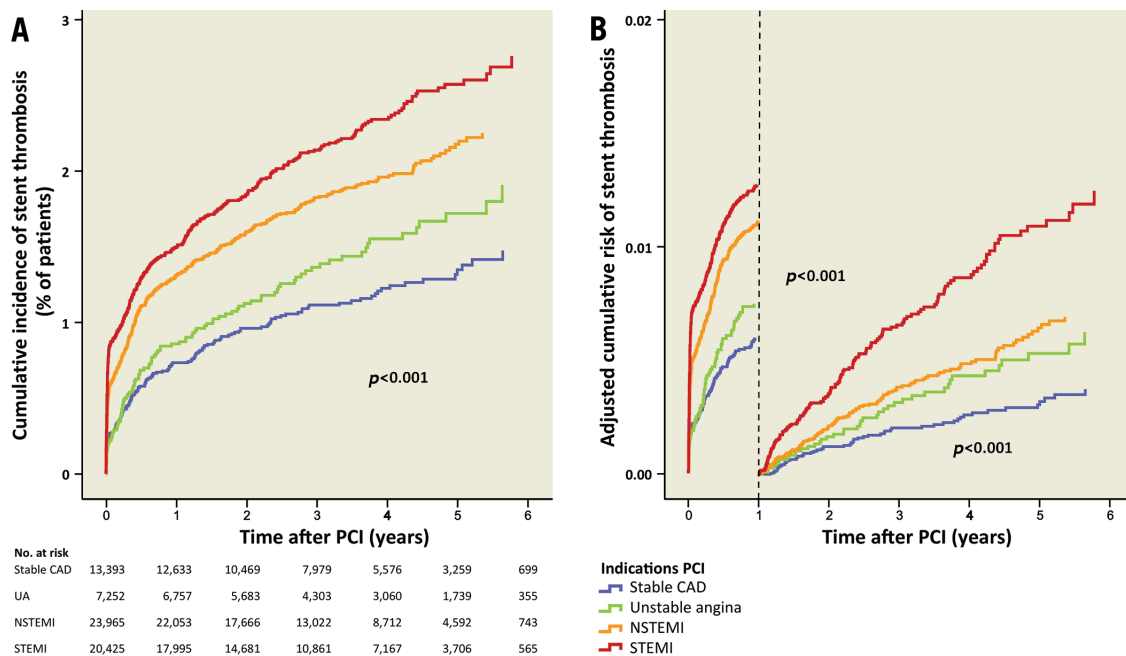 A
Cumulative incidence of stent thrombosis
(% of patients)
3
2
1
0
p<0.001
0 1 2 3 4 5 6
Time after PCI (years)
No. at risk
Stable CAD 13,393 12,633 10,469 7,979 5,576 3,259 699
UA 7,252 6,757 5,683 4,303 3,060 1,739 355
NSTEMI 23,965 22,053 17,666 13,022 8,712 4,592 743
STEMI 20,425 17,995 14,681 10,861 7,167 3,706 565
B
Adjusted cumulative risk of stent thrombosis
0.02
0.01
0.00
p<0.001
p<0.001
0 1 2 3 4 5 6
Time after PCI (years)
Indications PCI
Stable CAD
Unstable angina
NSTEMI
STEMI